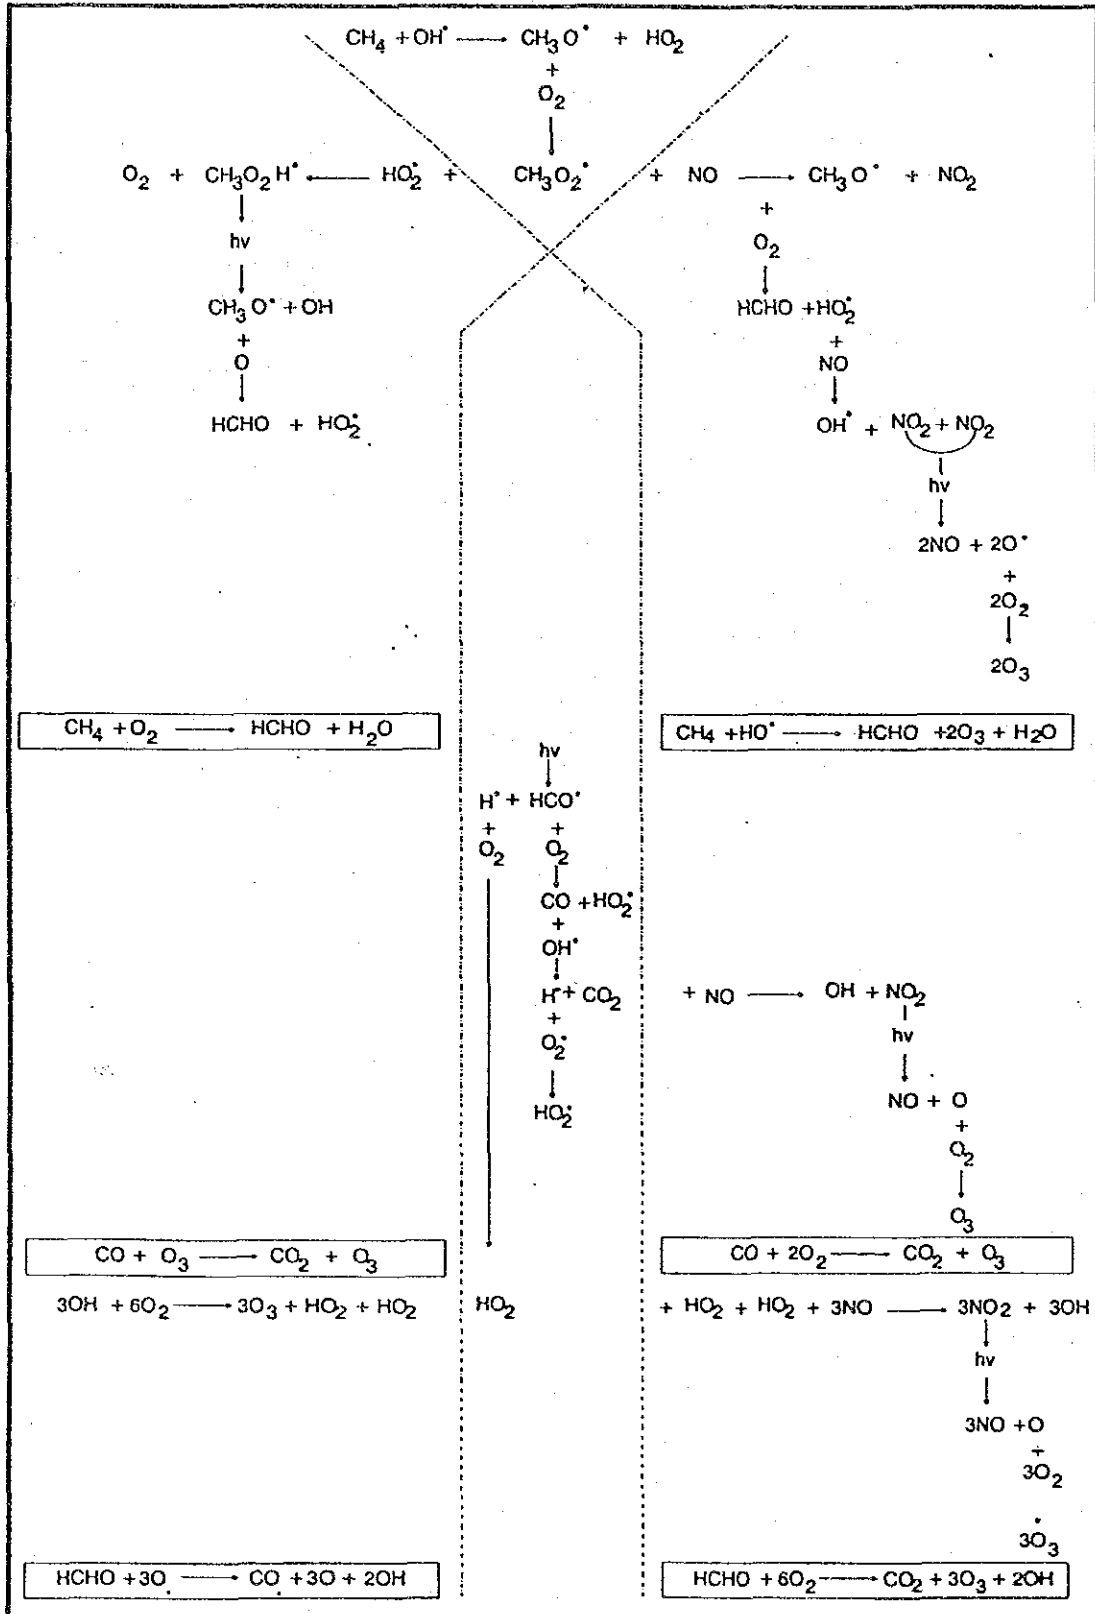 CH₄ + OH• ⟶ CH₃O• + HO₂
+
O₂
O₂ + CH₃O₂H• ⟵ HO₂• + CH₃O₂• + NO ⟶ CH₃O• + NO₂
hv
+
O₂
CH₃O• + OH
HCHO + HO₂•
+
O
+
NO
HCHO + HO₂•
OH• + NO₂ + NO₂
hv
2NO + 2O•
+
2O₂
2O₃
CH₄ + O₂ ⟶ HCHO + H₂O
CH₄ + HO• ⟶ HCHO + 2O₃ + H₂O
hv
H• + HCO•
+ +
O₂ O₂
CO + HO₂•
+
OH•
H• + CO₂
+ NO ⟶ OH + NO₂
+
O₂•
hv
HO₂•
NO + O
+
O₂
O₃
CO + O₃ ⟶ CO₂ + O₃
CO + 2O₂ ⟶ CO₂ + O₃
3OH + 6O₂ ⟶ 3O₃ + HO₂ + HO₂
HO₂
+ HO₂ + HO₂ + 3NO ⟶ 3NO₂ + 3OH
hv
3NO + O
+
3O₂
3O₃
HCHO + 3O ⟶ CO + 3O + 2OH
HCHO + 6O₂ ⟶ CO₂ + 3O₃ + 2OH